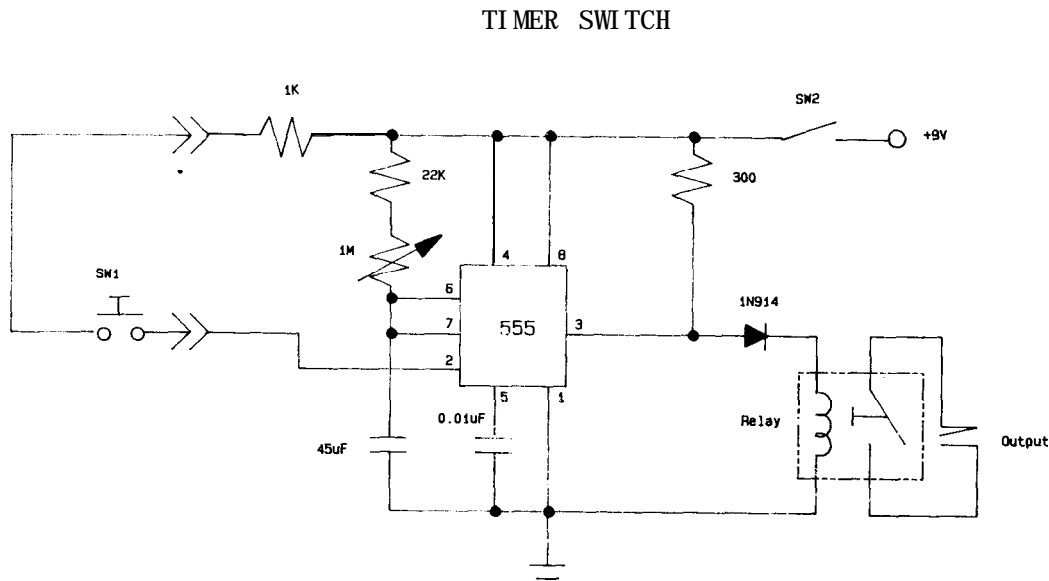 TIMER SWITCH
1K
SW2
+9V
22K
300
1M
4
8
SW1
6
1N914
555
3
7
2
5
1
0.01uF
Relay
45uF
Output